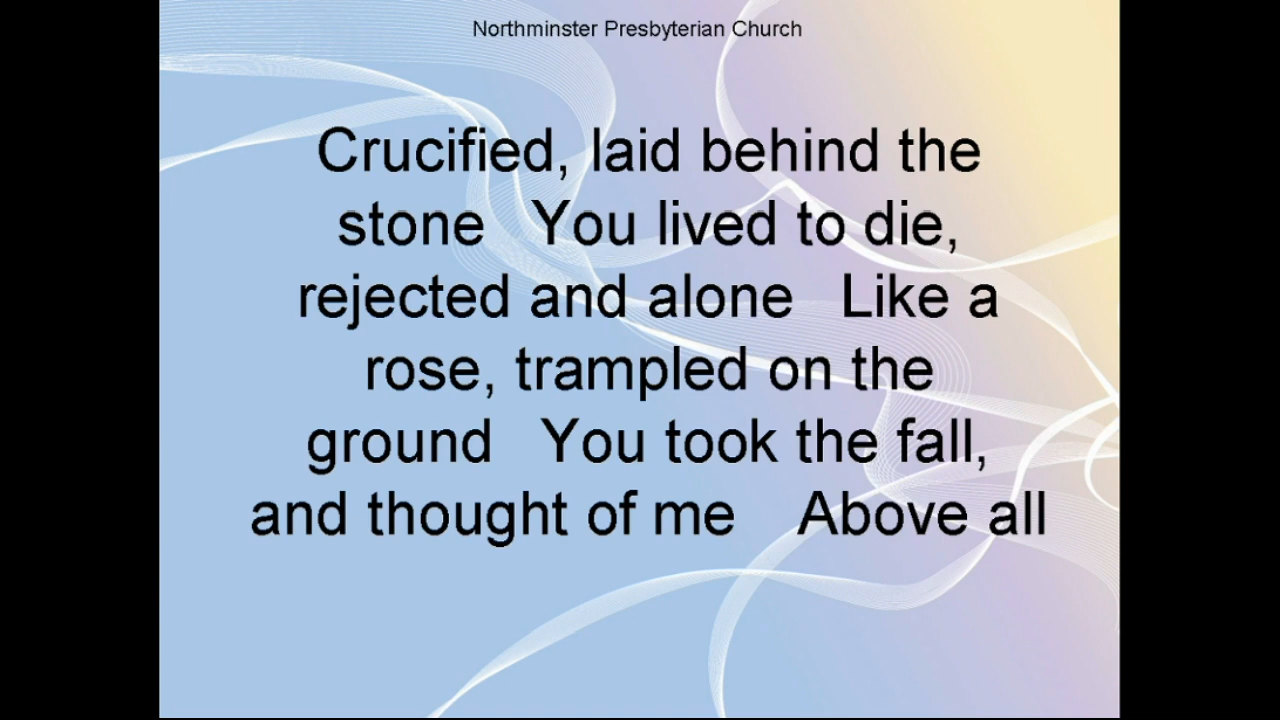 Northminster Presbyterian Church
Crucified, laid behind the
stone   You lived to die,
rejected and alone   Like a
rose, trampled on the
ground   You took the fall,
and thought of me    Above all